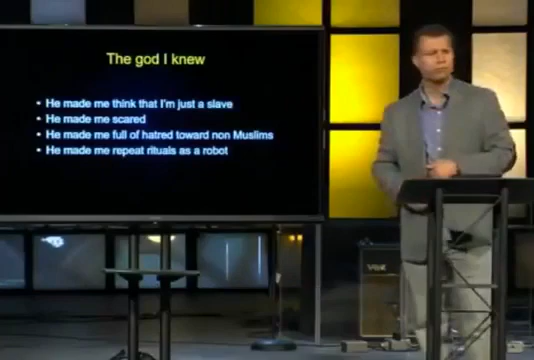 The god I knew
• He made me think that I'm just a slave
• He made me scared
• He made me full of hatred toward non Muslims
• He made me repeat rituals as a robot
VOX